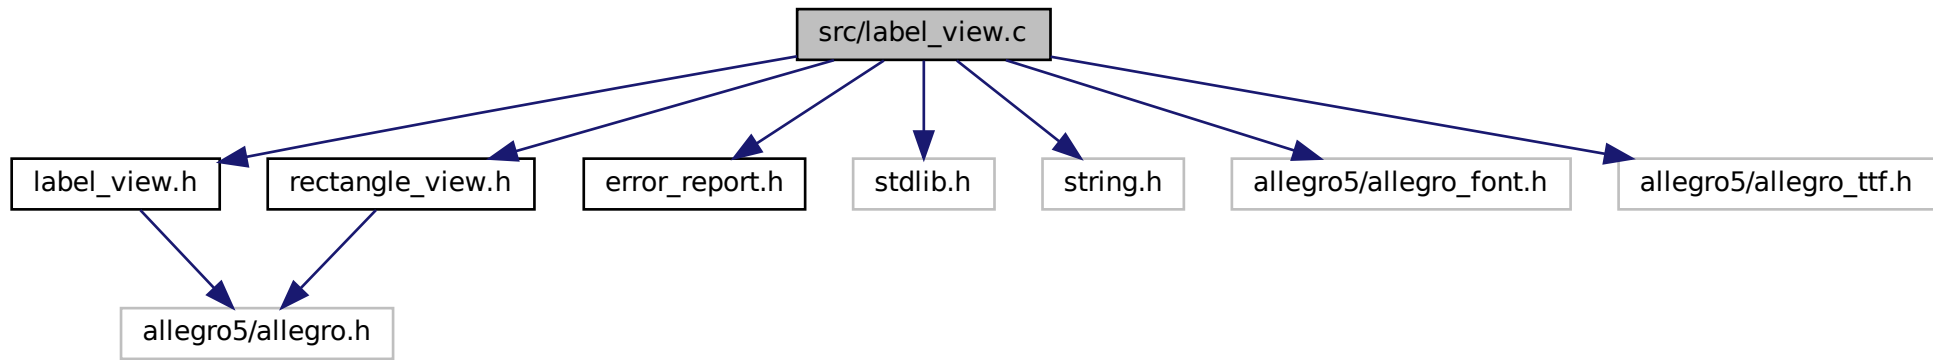 src/label_view.c
label_view.h
rectangle_view.h
error_report.h
stdlib.h
string.h
allegro5/allegro_font.h
allegro5/allegro_ttf.h
allegro5/allegro.h